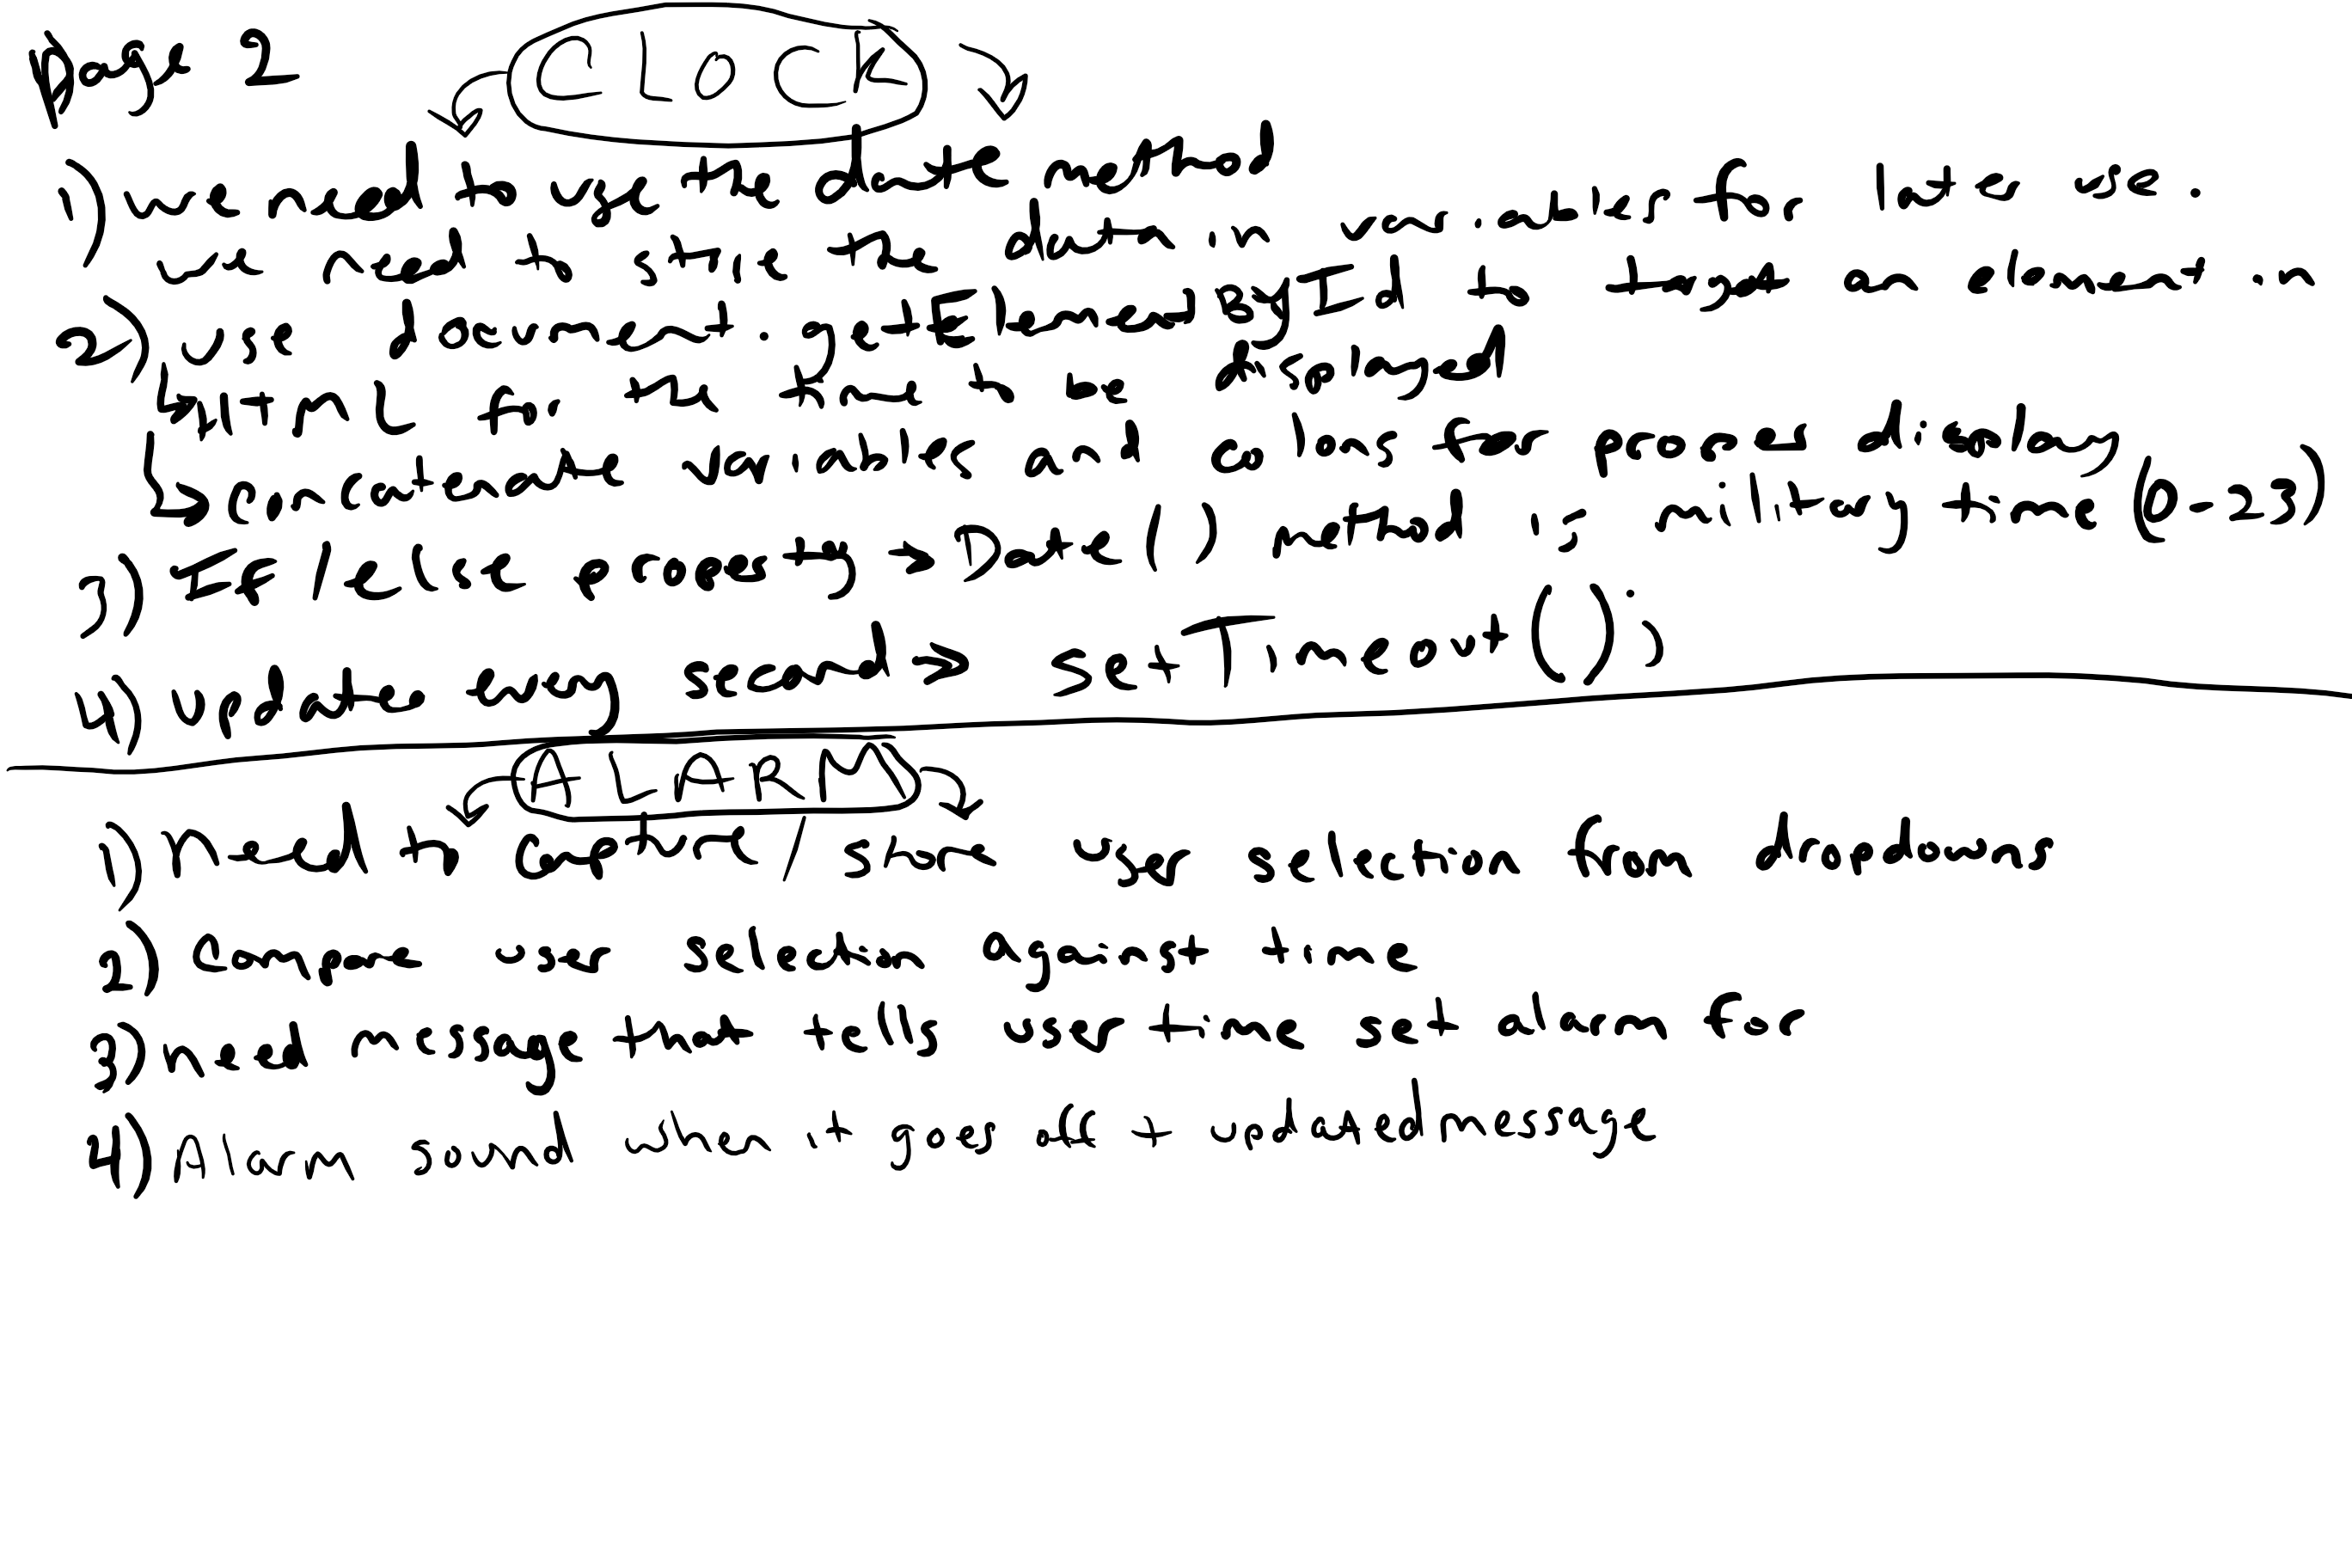 page 2
CLOCK
1) we need to use the date method
we need to store the data in variables for later use.
2) Use document.getElementById to target an element in
HTML for the time to be displayed
Concatenate variables and colons for proper display
3) If/else property → Date() method is military time (0-23)
4) update every second → setTimeout();
ALARM
1) Need to capture/store user selection from dropdowns
2) Compare user selection against time
3) Need message that tells user time set alarm for
4) Alarm sound when it goes off + updated message